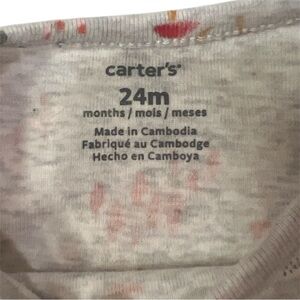 carter's
24m
months / mois / meses
Made in Cambodia
Fabriqué au Cambodge
Hecho en Camboya